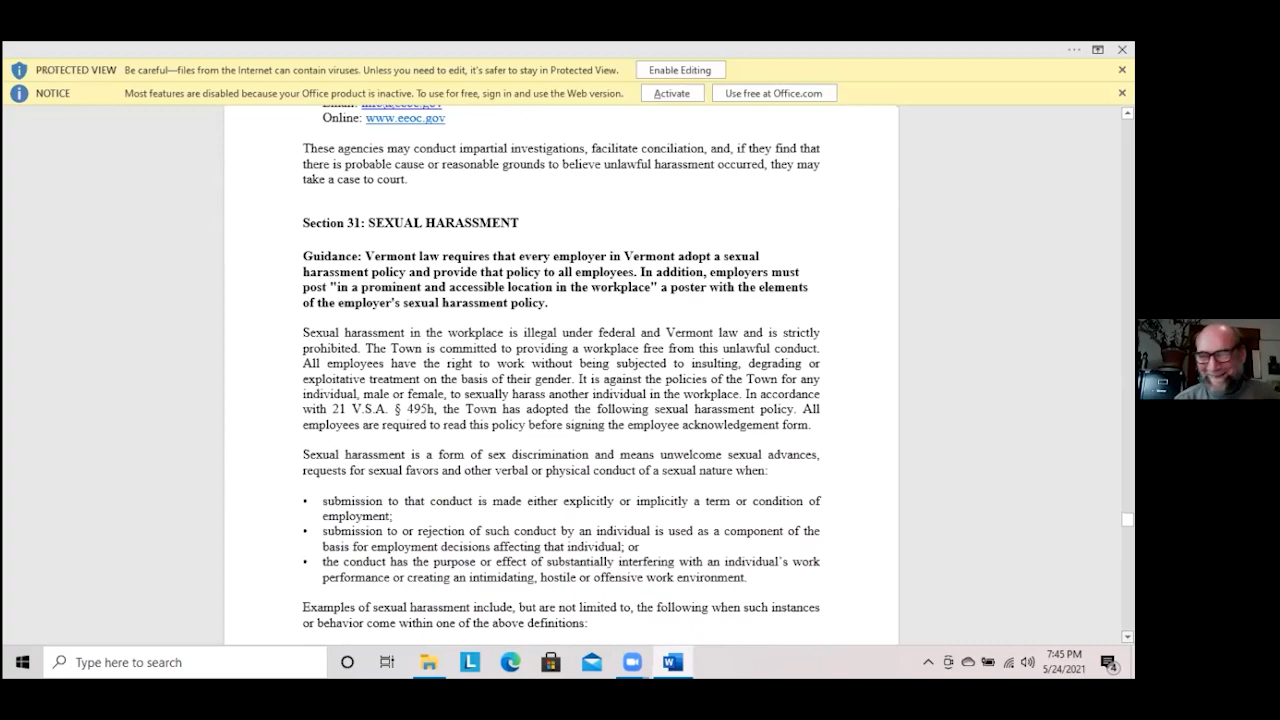 PROTECTED VIEW Be careful—files from the Internet can contain viruses. Unless you need to edit, it's safer to stay in Protected View. Enable Editing
NOTICE Most features are disabled because your Office product is inactive. To use for free, sign in and use the Web version. Activate Use free at Office.com
Email: info@eeoc.gov
Online: www.eeoc.gov
These agencies may conduct impartial investigations, facilitate conciliation, and, if they find that
there is probable cause or reasonable grounds to believe unlawful harassment occurred, they may
take a case to court.
Section 31: SEXUAL HARASSMENT
Guidance: Vermont law requires that every employer in Vermont adopt a sexual
harassment policy and provide that policy to all employees. In addition, employers must
post "in a prominent and accessible location in the workplace" a poster with the elements
of the employer's sexual harassment policy.
Sexual harassment in the workplace is illegal under federal and Vermont law and is strictly
prohibited. The Town is committed to providing a workplace free from this unlawful conduct.
All employees have the right to work without being subjected to insulting, degrading or
exploitative treatment on the basis of their gender. It is against the policies of the Town for any
individual, male or female, to sexually harass another individual in the workplace. In accordance
with 21 V.S.A. § 495h, the Town has adopted the following sexual harassment policy. All
employees are required to read this policy before signing the employee acknowledgement form.
Sexual harassment is a form of sex discrimination and means unwelcome sexual advances,
requests for sexual favors and other verbal or physical conduct of a sexual nature when:
• submission to that conduct is made either explicitly or implicitly a term or condition of
employment;
• submission to or rejection of such conduct by an individual is used as a component of the
basis for employment decisions affecting that individual; or
• the conduct has the purpose or effect of substantially interfering with an individual's work
performance or creating an intimidating, hostile or offensive work environment.
Examples of sexual harassment include, but are not limited to, the following when such instances
or behavior come within one of the above definitions:
Type here to search
7:45 PM
5/24/2021
4